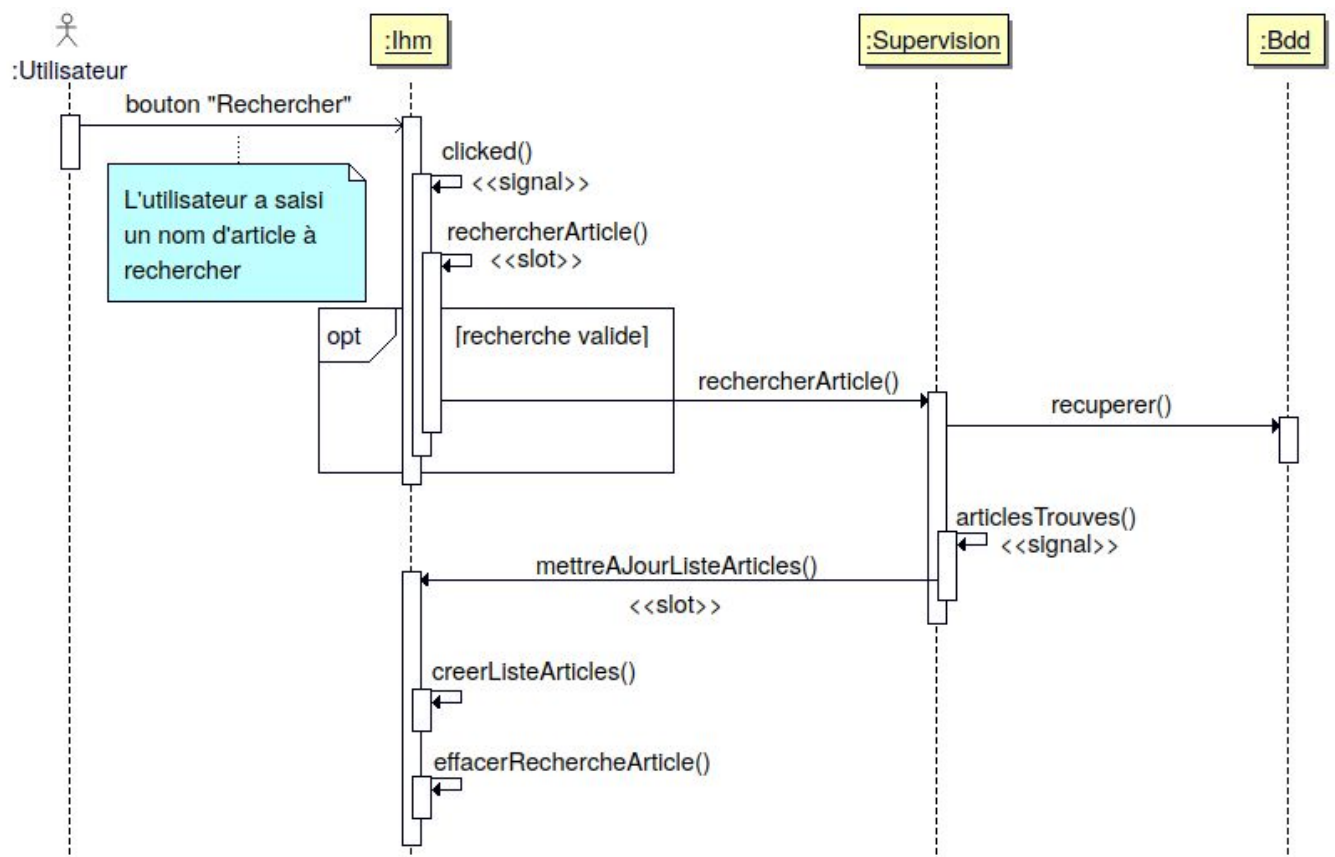 :Utilisateur
:Ihm
:Supervision
:Bdd
bouton "Rechercher"
L'utilisateur a saisi
un nom d'article à
rechercher
clicked()
<<signal>>
rechercherArticle()
<<slot>>
opt
[recherche valide]
rechercherArticle()
recuperer()
articlesTrouves()
<<signal>>
mettreAJourListeArticles()
<<slot>>
creerListeArticles()
effacerRechercheArticle()